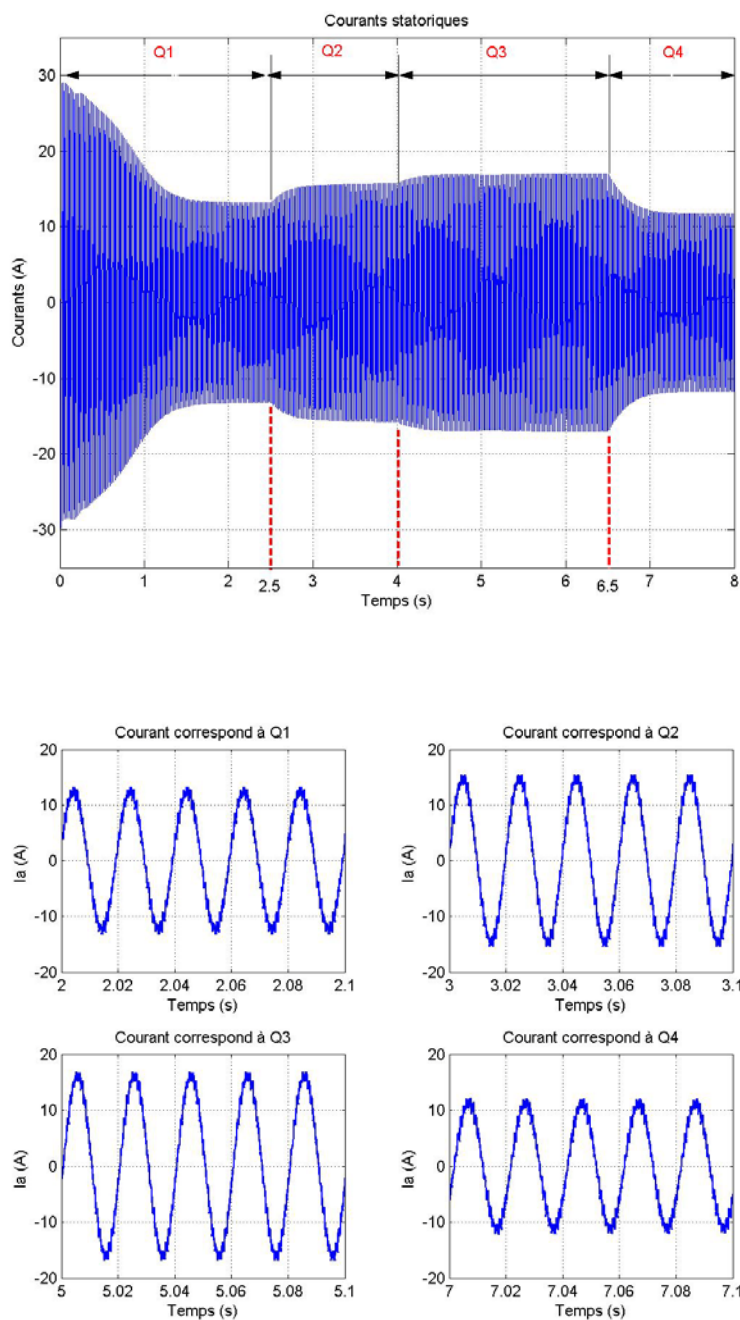 Courants statoriques
Q1 Q2 Q3 Q4
30
20
10
0
-10
-20
-30
Courants (A)
0 1 2 2.5 3 4 5 6 6.5 7 8
Temps (s)
Courant correspond à Q1
20
10
0
-10
-20
Ia (A)
2 2.02 2.04 2.06 2.08 2.1
Temps (s)
Courant correspond à Q2
20
10
0
-10
-20
Ia (A)
3 3.02 3.04 3.06 3.08 3.1
Temps (s)
Courant correspond à Q3
20
10
0
-10
-20
Ia (A)
5 5.02 5.04 5.06 5.08 5.1
Temps (s)
Courant correspond à Q4
20
10
0
-10
-20
Ia (A)
7 7.02 7.04 7.06 7.08 7.1
Temps (s)